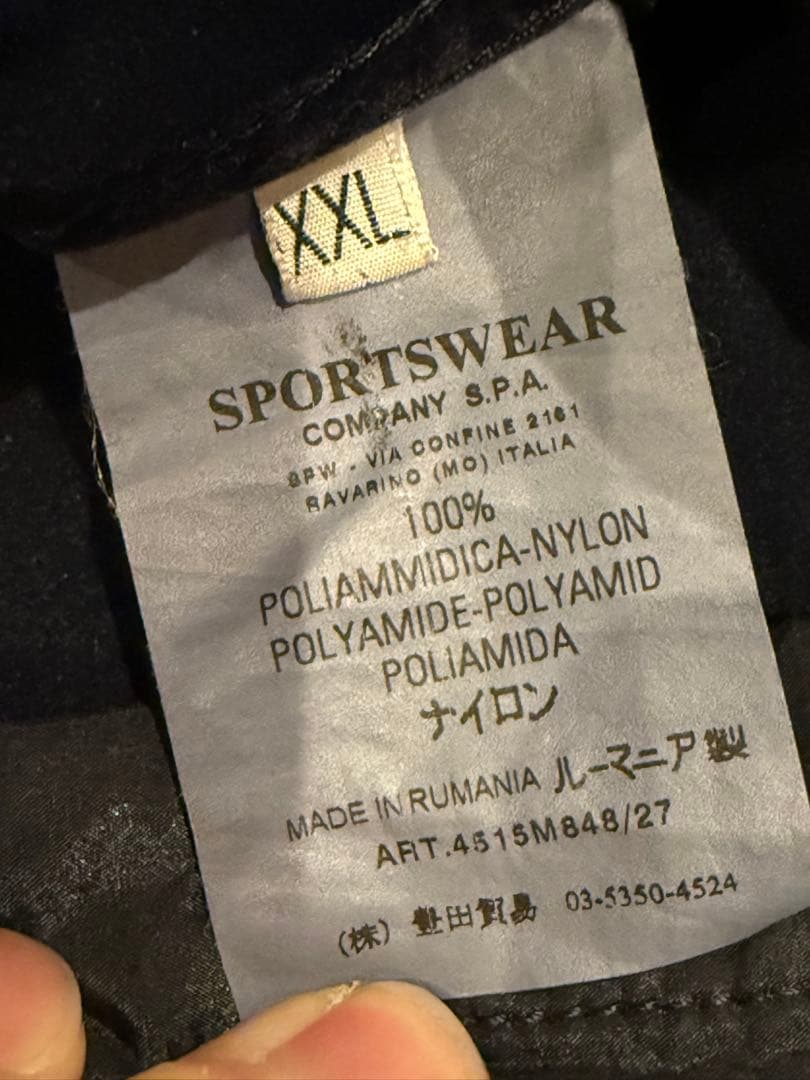 XXL
SPORTSWEAR
COMPANY S.P.A.
SPW - VIA CONFINE 2161
RAVARINO (MO) ITALIA
100%
POLIAMMIDICA-NYLON
POLYAMIDE-POLYAMID
POLIAMIDA
ナイロン
MADE IN RUMANIA ルーマニア製
ART.4515M848/27
(株) 豊田貿易 03-5350-4524